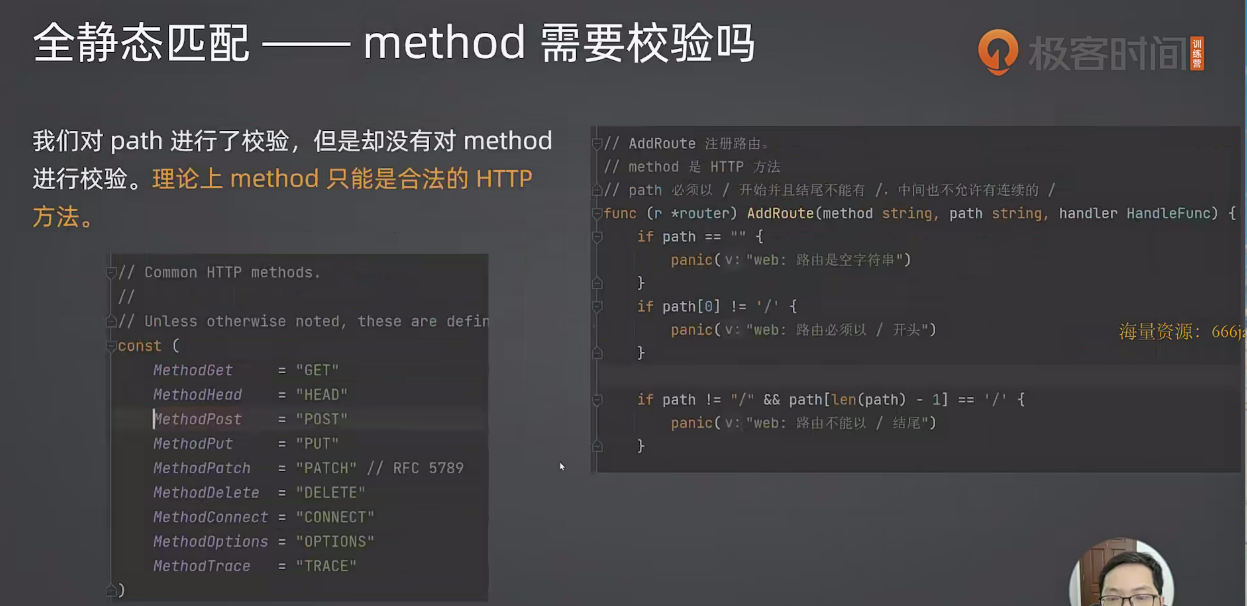 全静态匹配 —— method 需要校验吗
极客时间 训练营
我们对 path 进行了校验，但是却没有对 method
进行校验。理论上 method 只能是合法的 HTTP
方法。
// Common HTTP methods.
//
// Unless otherwise noted, these are defin
const (
MethodGet = "GET"
MethodHead = "HEAD"
MethodPost = "POST"
MethodPut = "PUT"
MethodPatch = "PATCH" // RFC 5789
MethodDelete = "DELETE"
MethodConnect = "CONNECT"
MethodOptions = "OPTIONS"
MethodTrace = "TRACE"
)
// AddRoute 注册路由。
// method 是 HTTP 方法
// path 必须以 / 开始并且结尾不能有 /，中间也不允许有连续的 /
func (r *router) AddRoute(method string, path string, handler HandleFunc) {
if path == "" {
panic( v: "web: 路由是空字符串")
}
if path[0] != '/' {
panic( v: "web: 路由必须以 / 开头")
}
if path != "/" && path[len(path) - 1] == '/' {
panic( v: "web: 路由不能以 / 结尾")
}
海量资源：666ja